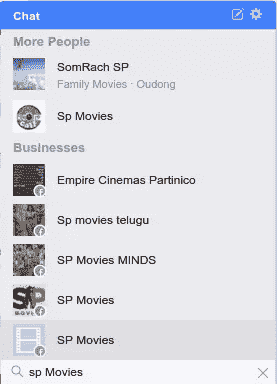 Chat
More People
SomRach SP
Family Movies · Oudong
Sp Movies
Businesses
Empire Cinemas Partinico
Sp movies telugu
SP Movies MINDS
SP Movies
SP Movies
sp Movies